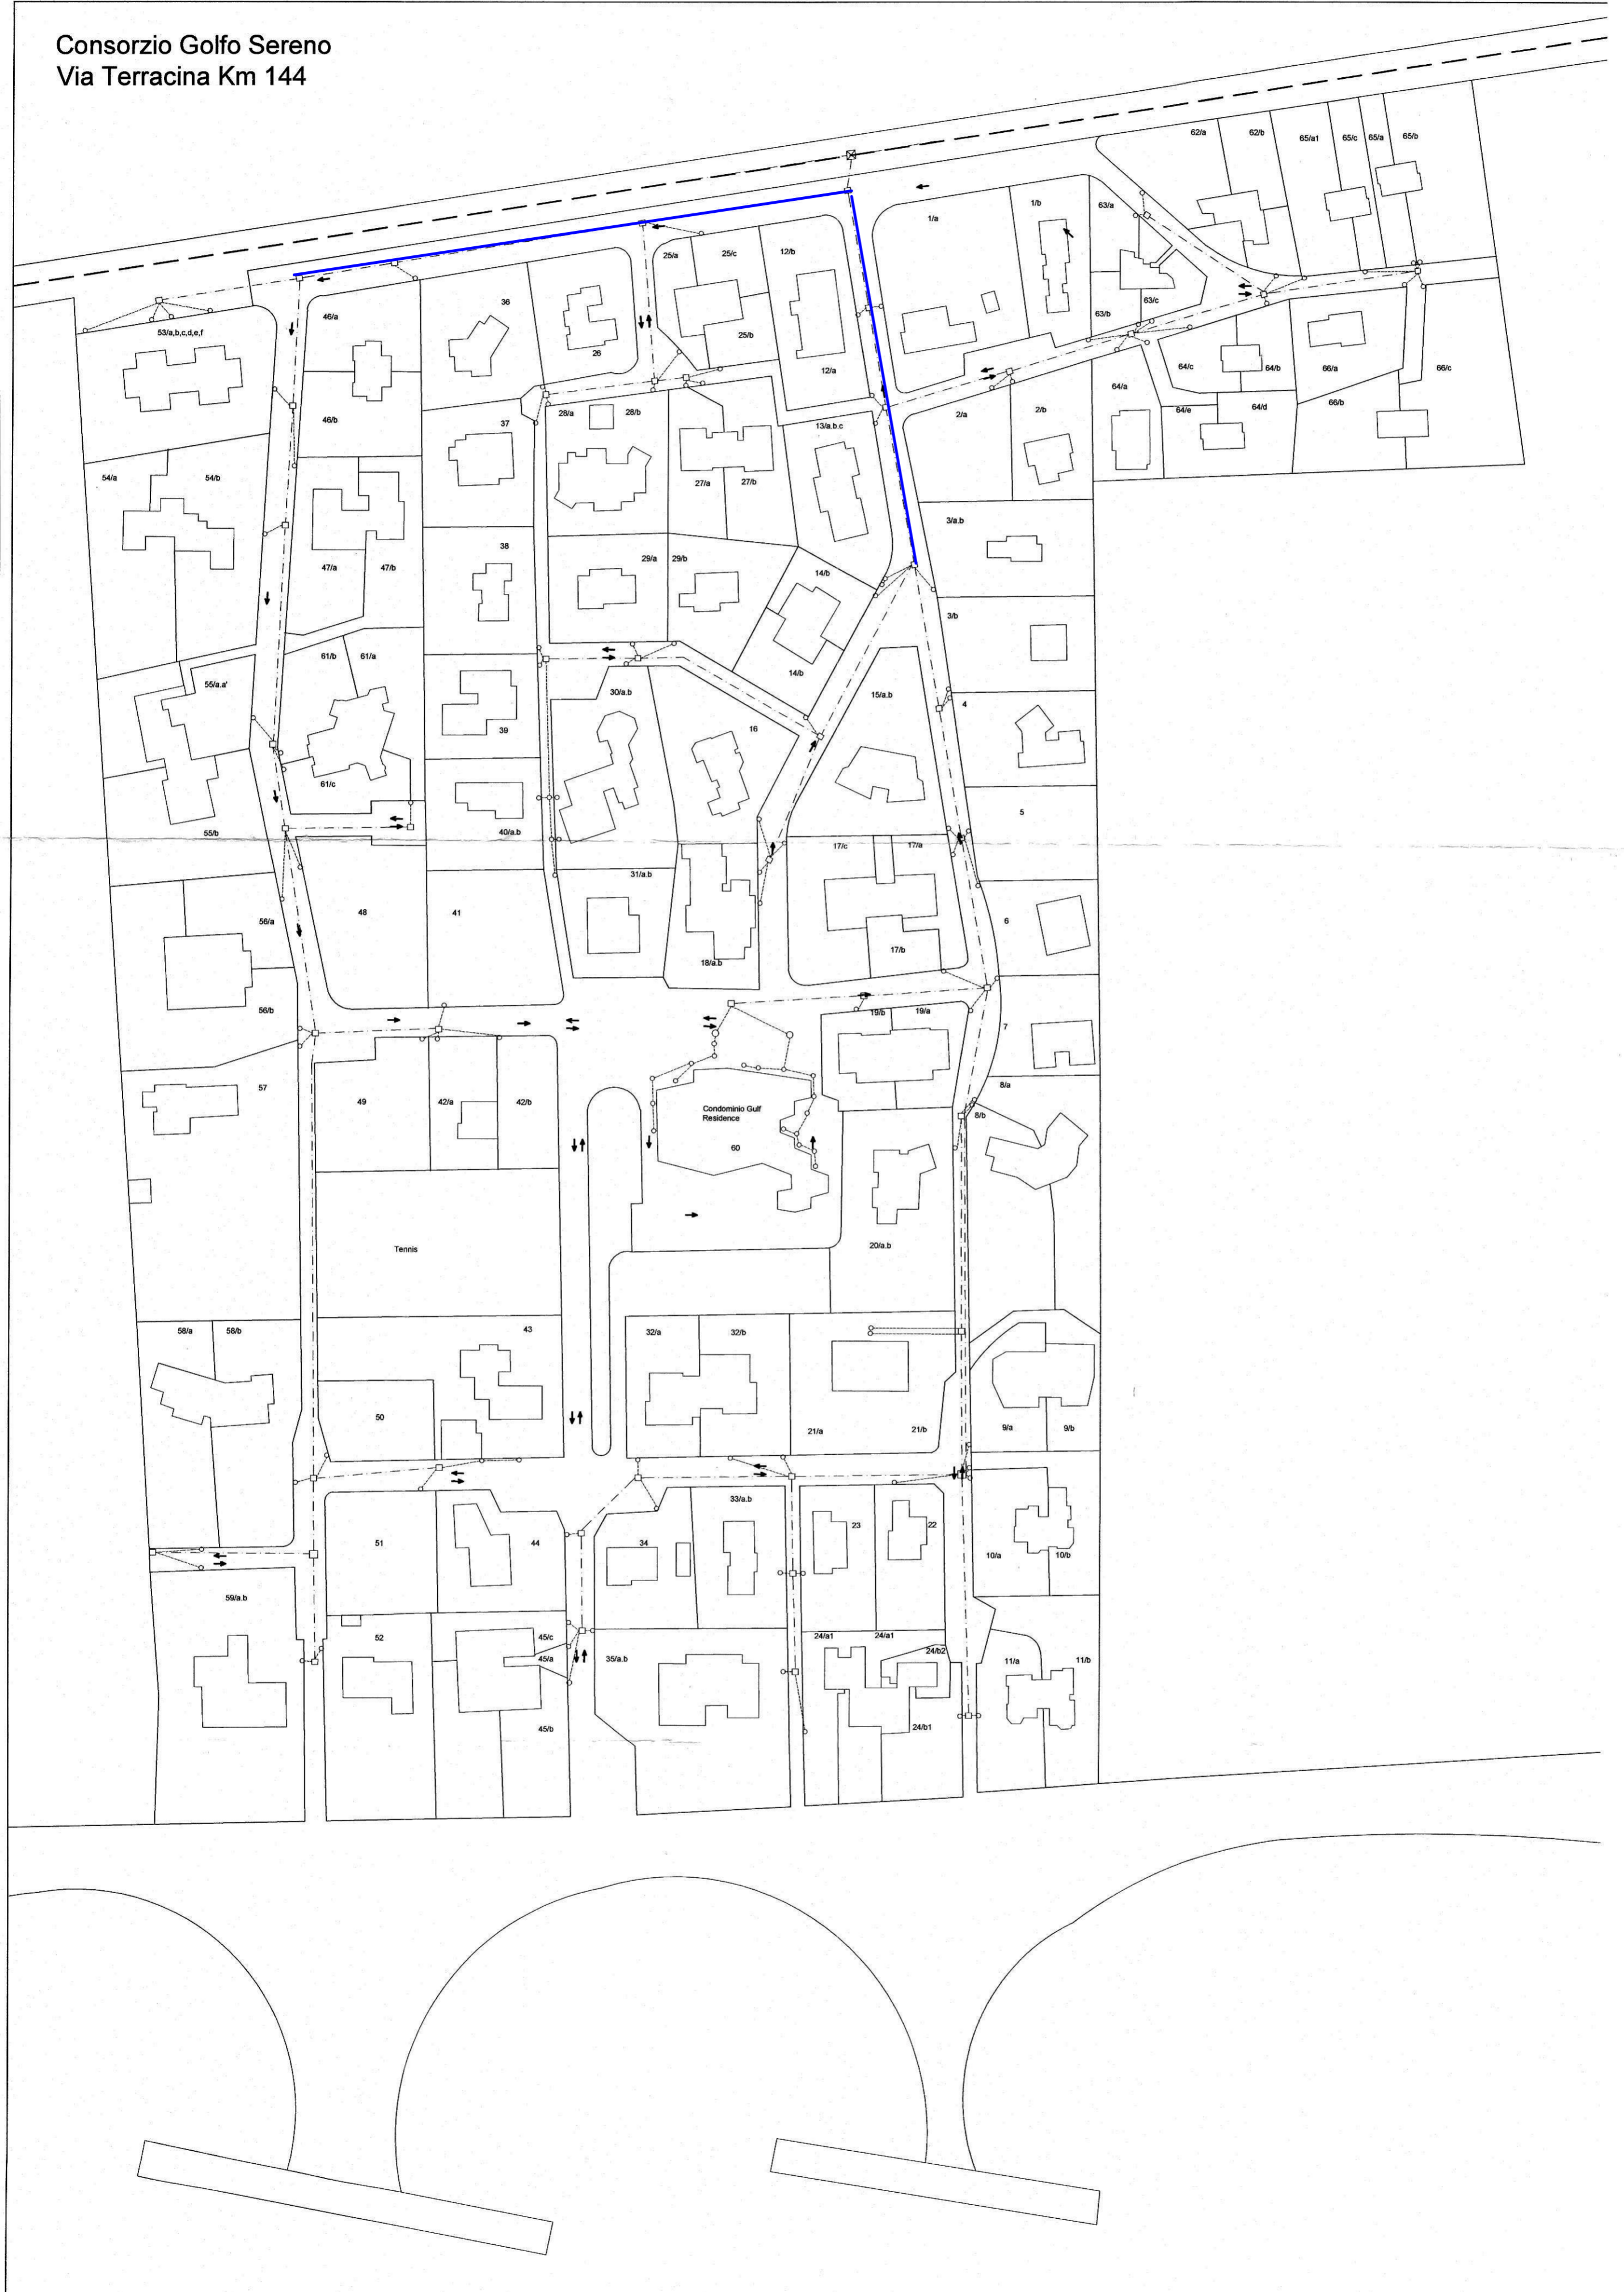 Consorzio Golfo Sereno
Via Terracina Km 144
62/a
62/b
65/a1
65/c
65/a
65/b
1/a
1/b
63/a
12/b
25/a
25/c
36
46/a
53/a,b,c,d,e,f
63/b
63/c
25/b
26
12/a
64/c
64/b
66/a
66/c
64/a
64/e
64/d
66/b
46/b
37
28/a
28/b
13/a.b.c
2/a
2/b
54/a
54/b
27/a
27/b
3/a.b
38
47/a
47/b
29/a
29/b
14/b
3/b
61/b
61/a
55/a.a'
30/a.b
14/b
15/a.b
4
39
16
61/c
5
55/b
40/a.b
17/c
17/a
31/a.b
56/a
48
41
6
17/b
18/a.b
56/b
19/b
19/a
7
57
49
42/a
42/b
Condominio Gulf
Residence
60
8/a
8/b
Tennis
20/a.b
58/a
58/b
43
32/a
32/b
50
21/a
21/b
9/a
9/b
33/a.b
51
44
34
23
22
10/a
10/b
59/a.b
52
45/c
45/a
35/a.b
24/a1
24/a1
24/b2
11/a
11/b
45/b
24/b1